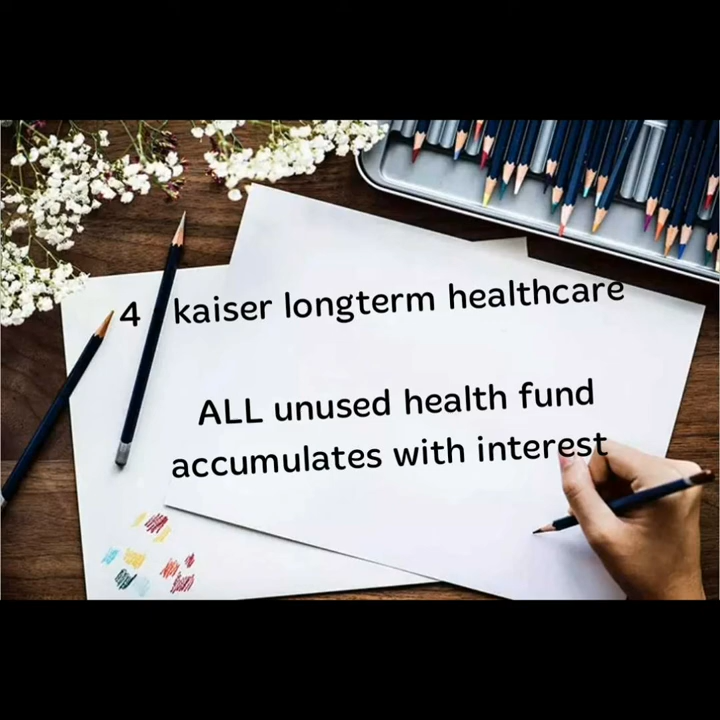 4 kaiser longterm healthcare
ALL unused health fund
accumulates with interest